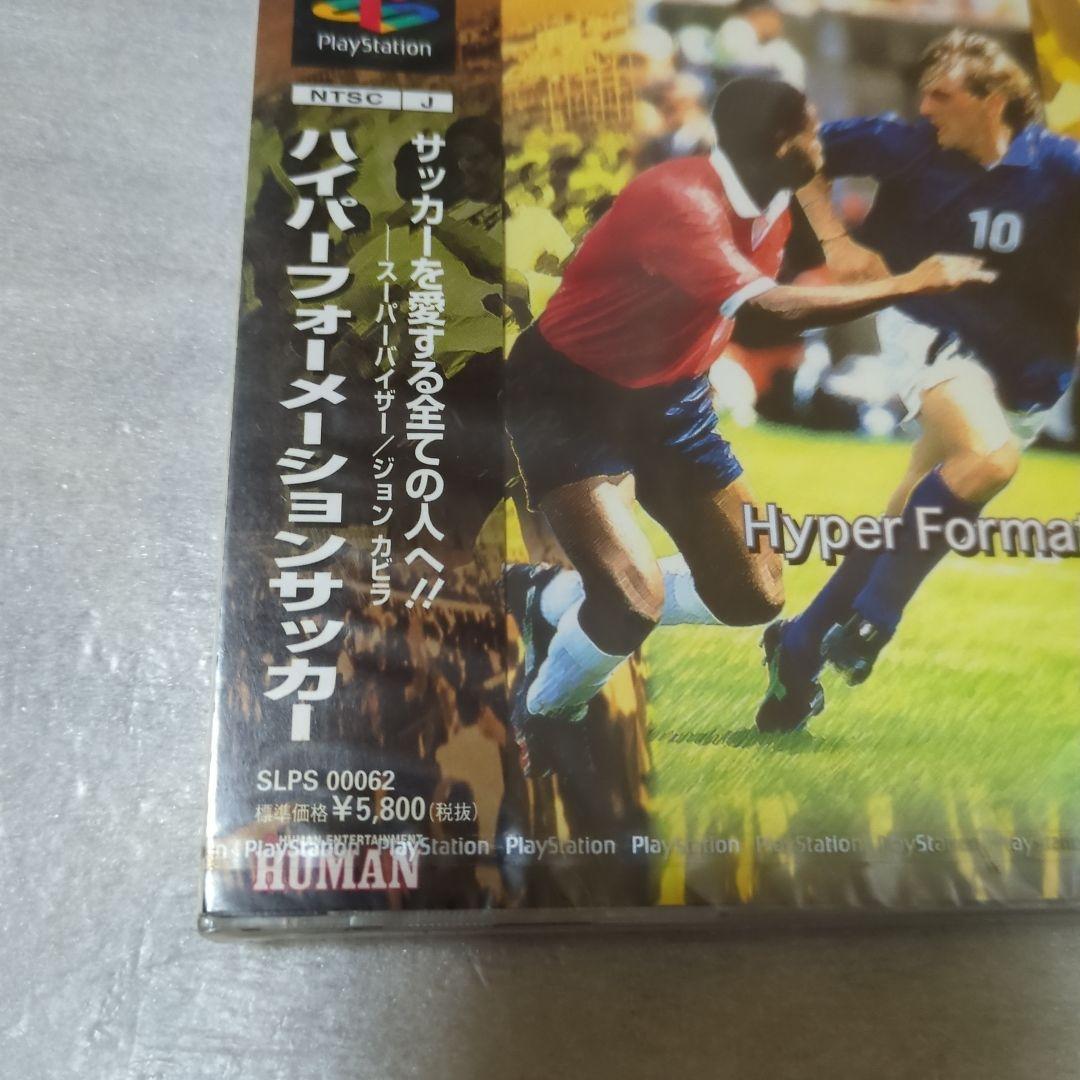 PlayStation
NTSC J
ハイパーフォーメーションサッカー
サッカーを愛する全ての人へ!!
——スーパーバイザー／ジョン カビラ
10
Hyper Format
SLPS 00062
標準価格 ¥5,800(税抜)
HUMAN ENTERTAINMENT
HUMAN
PlayStation PlayStation PlayStation PlayStation PlayStation PlayStation PlayStation